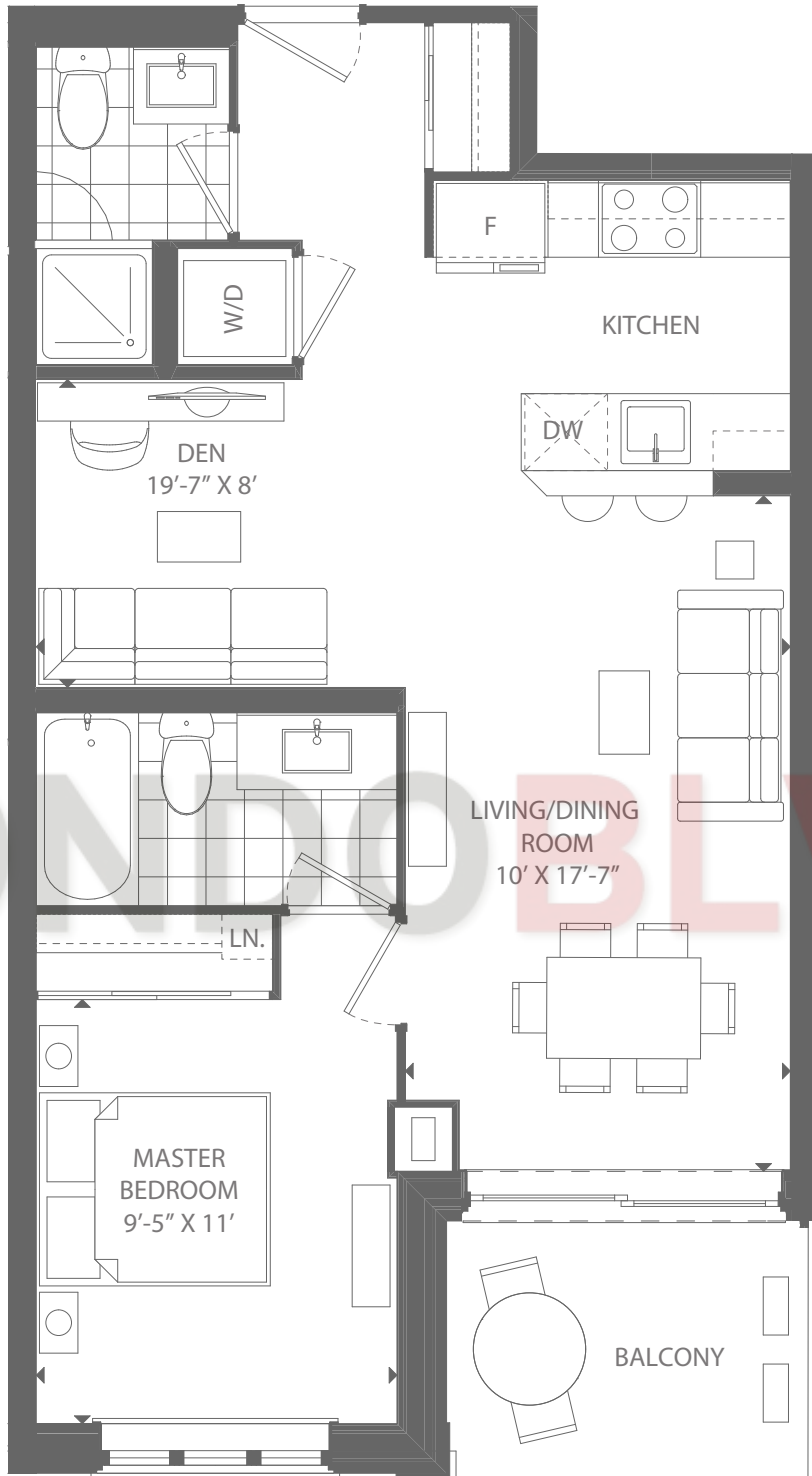 F
W/D
KITCHEN
DW
DEN
19’-7” X 8’
LIVING/DINING
ROOM
10’ X 17’-7”
LN.
MASTER
BEDROOM
9’-5” X 11’
BALCONY
ONDOBLV